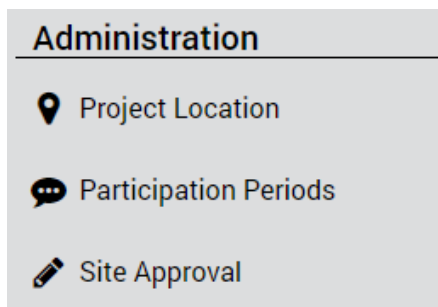 Administration
Project Location
Participation Periods
Site Approval